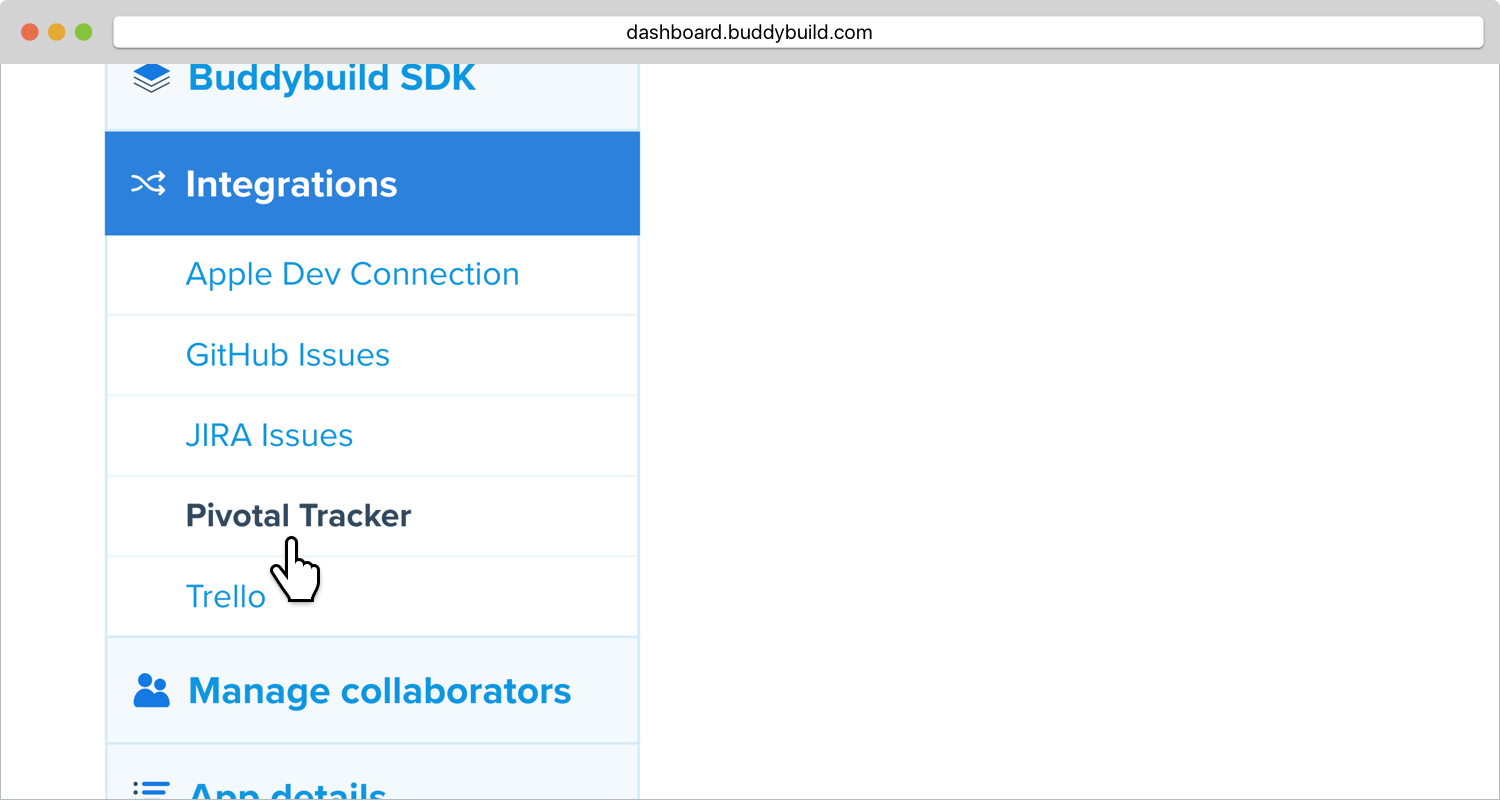 dashboard.buddybuild.com
Buddybuild SDK
Integrations
Apple Dev Connection
GitHub Issues
JIRA Issues
Pivotal Tracker
Trello
Manage collaborators
App details